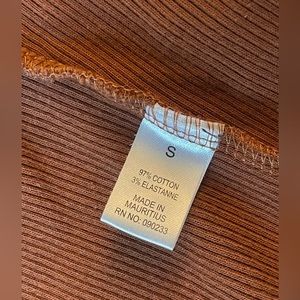 S
97% COTTON
3% ELASTANNE
MADE IN
MAURITIUS
RN NO: 090233